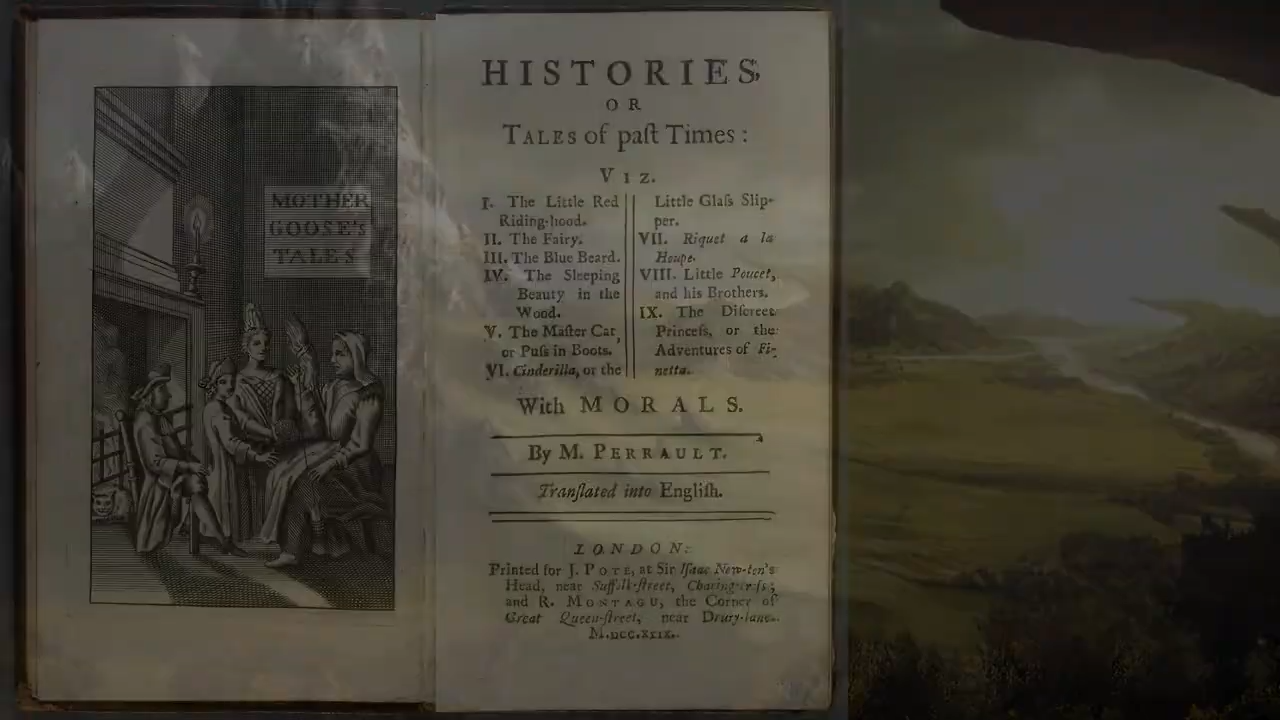 MOTHER
GOOSE'S
TALES
HISTORIES,
OR
TALES of paſt Times:
VIZ.
I. The Little Red
Riding-hood.
II. The Fairy.
III. The Blue Beard.
IV. The Sleeping
Beauty in the
Wood.
V. The Maſter Cat,
or Puſs in Boots.
VI. Cinderilla, or the
Little Glaſs Slip-
per.
VII. Riquet a la
Houpe.
VIII. Little Poucet,
and his Brothers.
IX. The Diſcreet
Princeſs, or the
Adventures of Fi-
netta.
With MORALS.
By M. PERRAULT.
Tranſlated into Engliſh.
LONDON:
Printed for J. POTE, at Sir Iſaac New-ton's
Head, near Suffolk-ſtreet, Charing-croſs;
and R. MONTAGU, the Corner of
Great Queen-ſtreet, near Drury-lane.
M.DCC.XXIX.